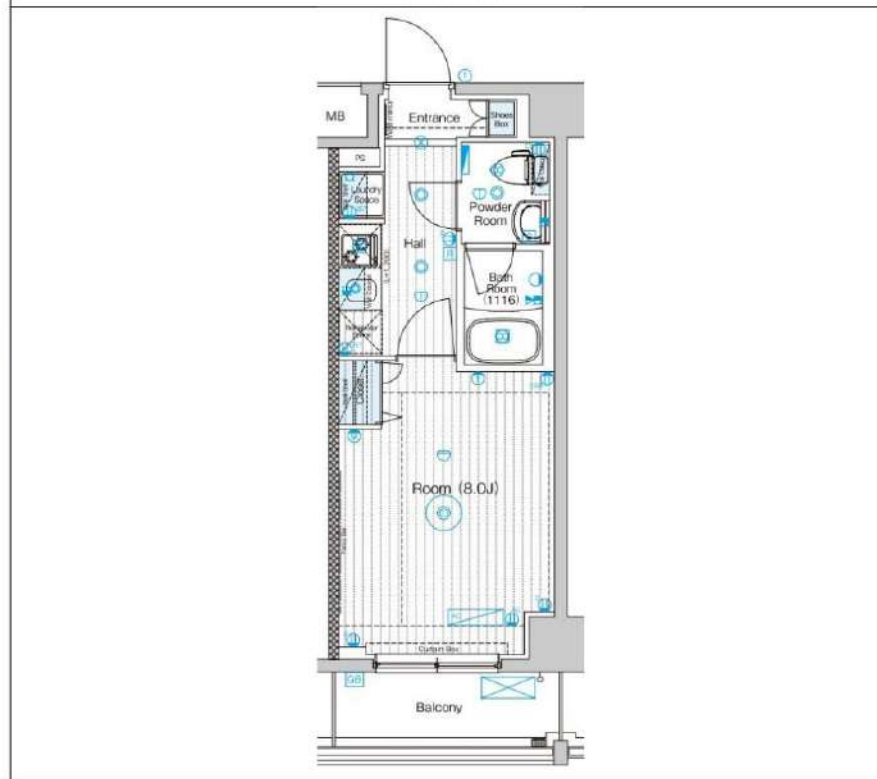 MB
Entrance
Shoes
Box
PS
Laundry
Space
Powder
Room
Hall
Bath
Room
(1116)
Closet
Room (8.0J)
Curtain Box
GB
Balcony